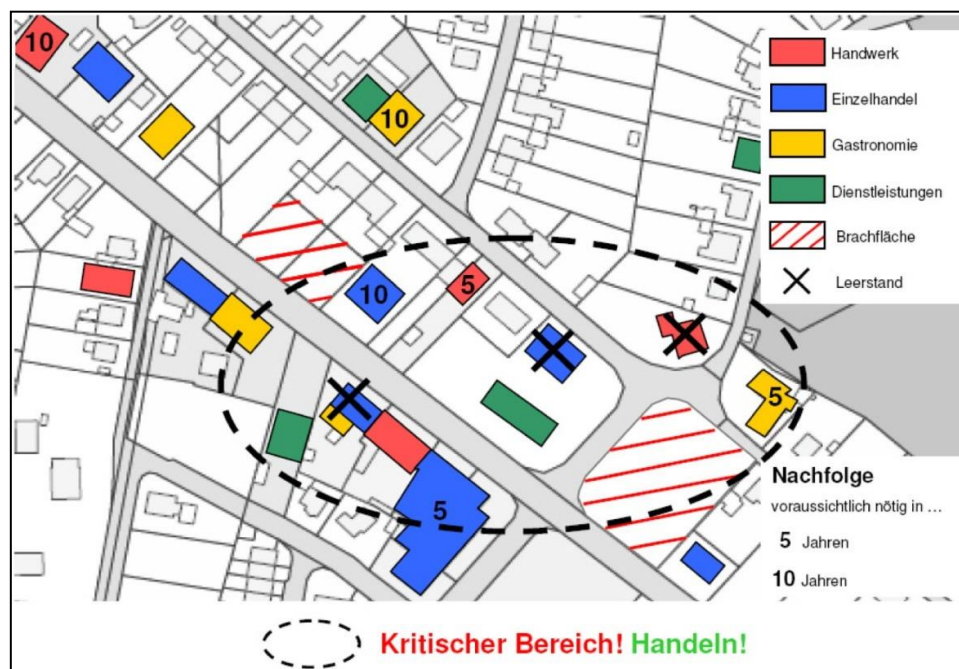 10
10
Handwerk
Einzelhandel
Gastronomie
Dienstleistungen
Brachfläche
Leerstand
10
5
5
5
Nachfolge
voraussichtlich nötig in ...
5 Jahren
10 Jahren
Kritischer Bereich! Handeln!